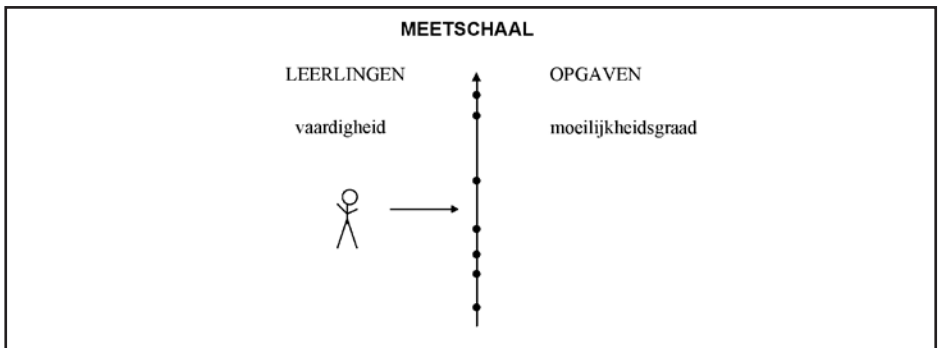 MEETSCHAAL
LEERLINGEN OPGAVEN
vaardigheid moeilijkheidsgraad